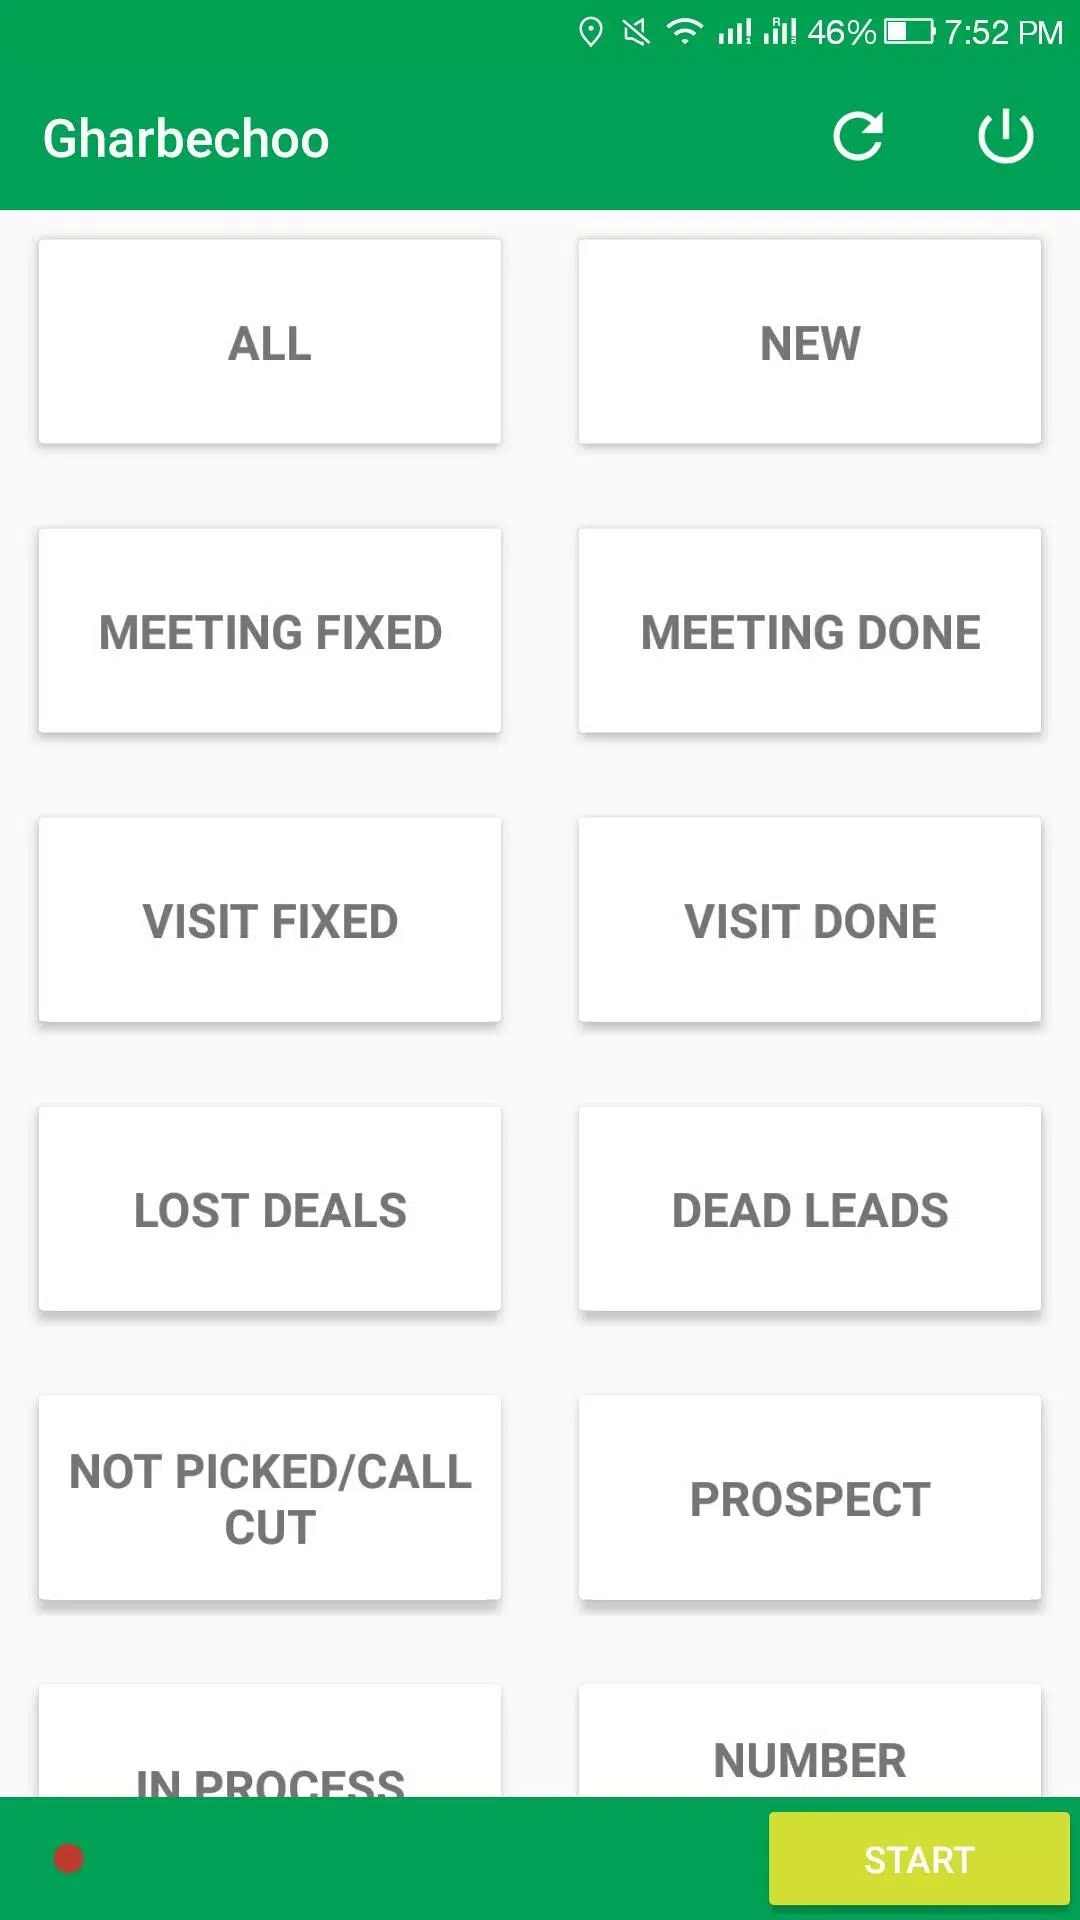 46% 7:52 PM
Gharbechoo
ALL
NEW
MEETING FIXED
MEETING DONE
VISIT FIXED
VISIT DONE
LOST DEALS
DEAD LEADS
NOT PICKED/CALL
CUT
PROSPECT
IN PROCESS
NUMBER
START